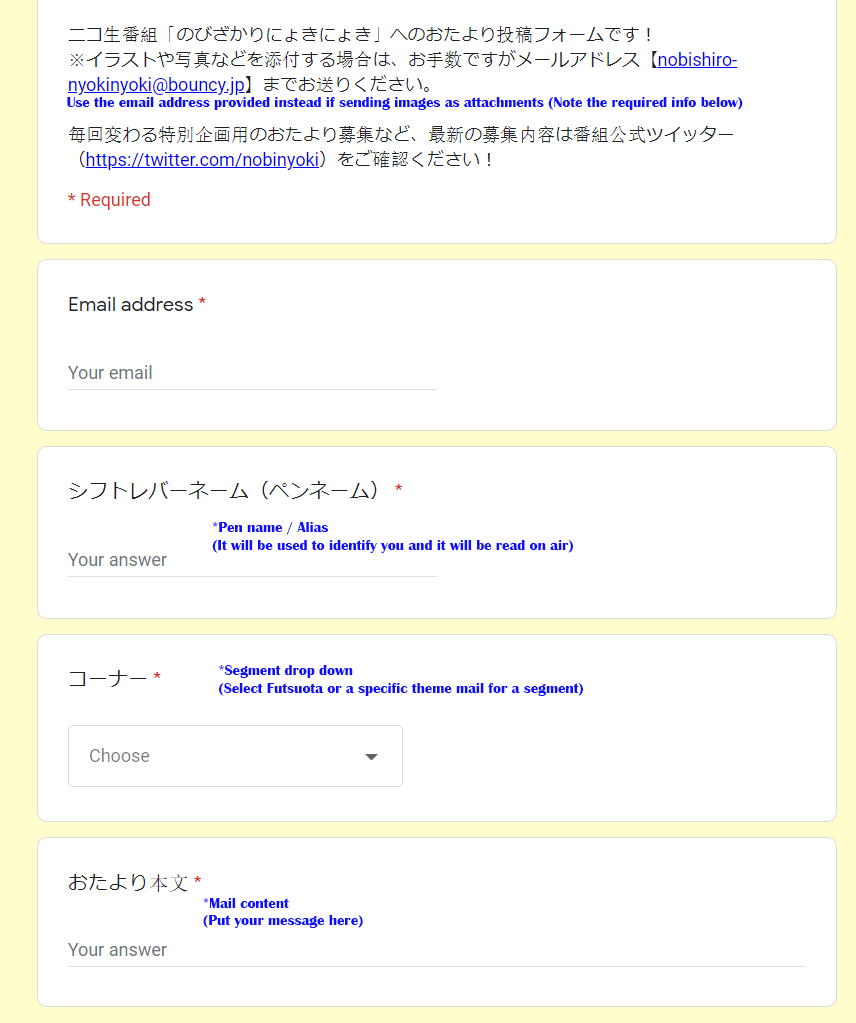 ニコ生番組「のびざかりにょきにょき」へのおたより投稿フォームです！
※イラストや写真などを添付する場合は、お手数ですがメールアドレス【nobishiro-
nyokinyoki@bouncy.jp】までお送りください。
Use the email address provided instead if sending images as attachments (Note the required info below)
毎回変わる特別企画用のおたより募集など、最新の募集内容は番組公式ツイッター
（https://twitter.com/nobinyoki）をご確認ください！
* Required
Email address *
Your email
シフトレバーネーム（ペンネーム） *
*Pen name / Alias
(It will be used to identify you and it will be read on air)
Your answer
コーナー *
*Segment drop down
(Select Futsuota or a specific theme mail for a segment)
Choose
おたより本文 *
*Mail content
(Put your message here)
Your answer